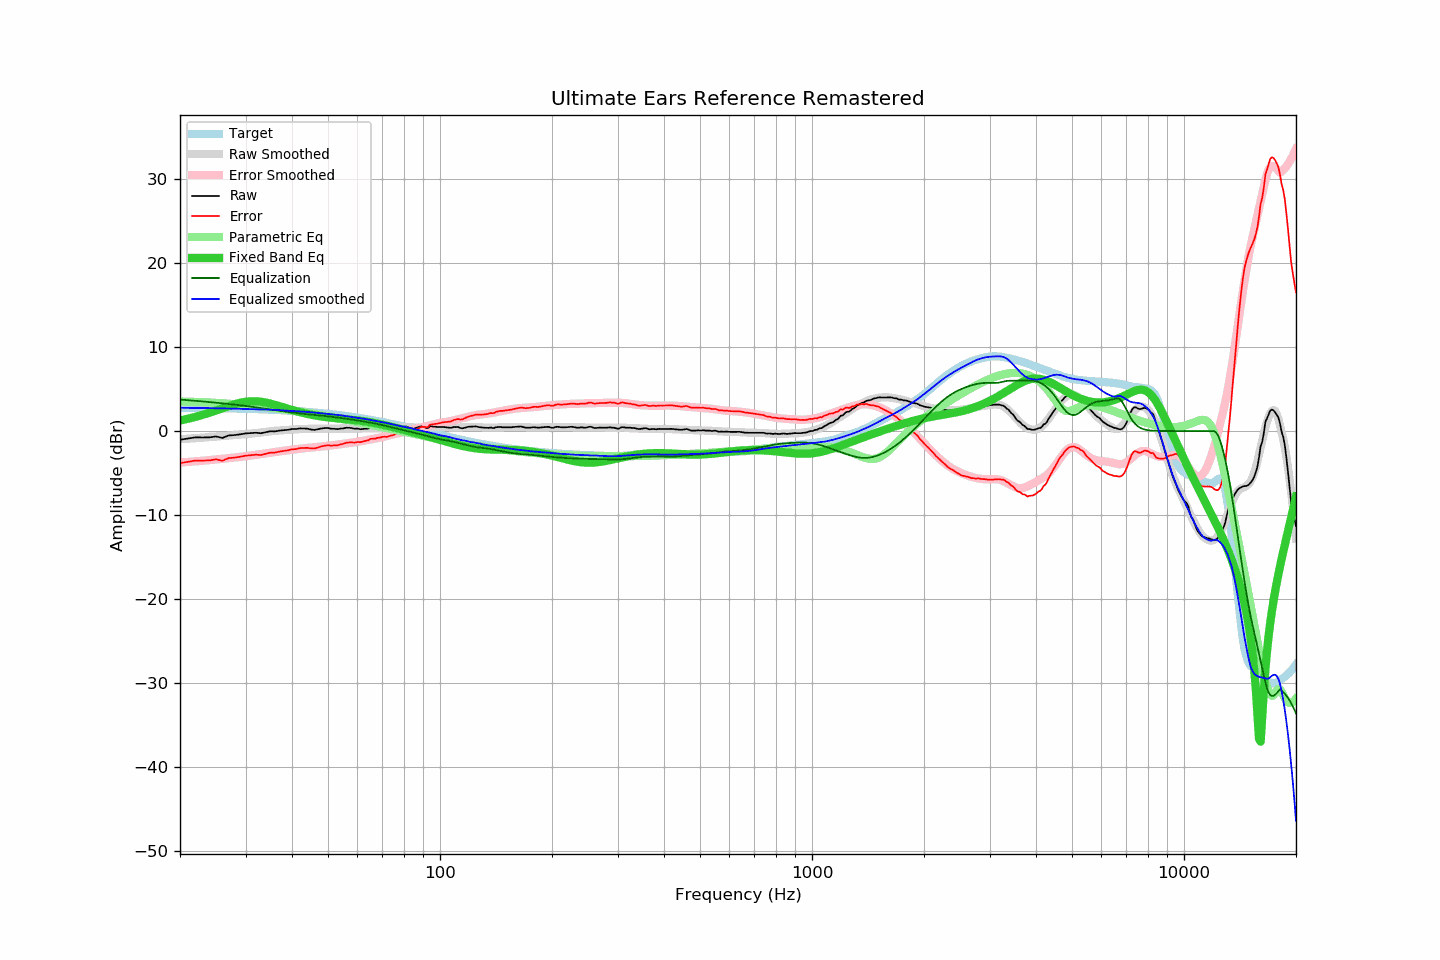 Ultimate Ears Reference Remastered
Target
Raw Smoothed
Error Smoothed
Raw
Error
Parametric Eq
Fixed Band Eq
Equalization
Equalized smoothed
30
20
10
0
−10
−20
−30
−40
−50
Amplitude (dBr)
100
1000
10000
Frequency (Hz)